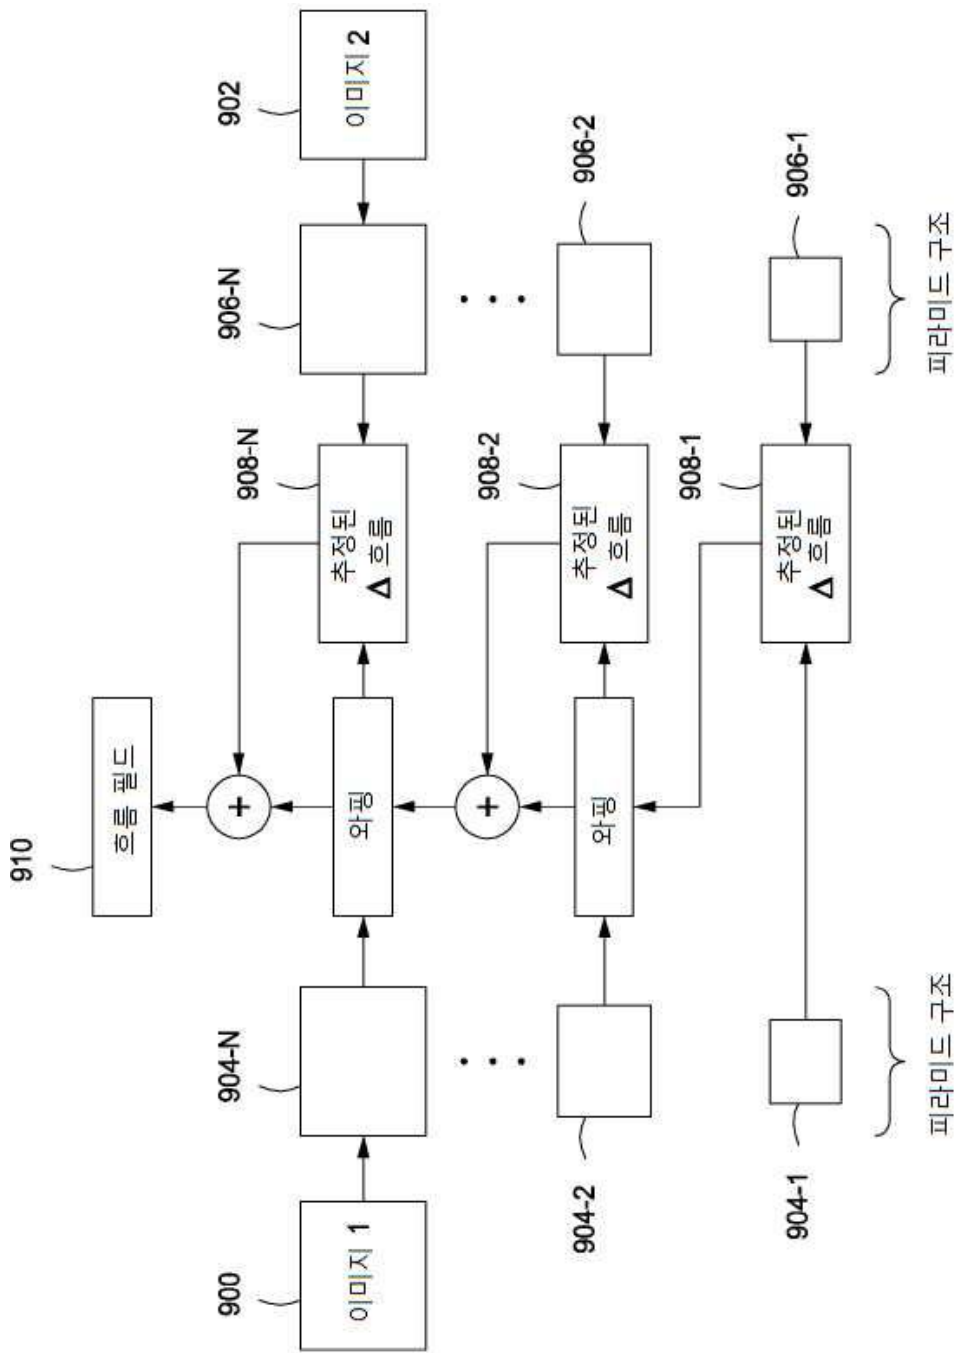 910
흐름 필드
+
900
이미지 1
904-N
와핑
908-N
추정된
Δ 흐름
906-N
902
이미지 2
. . .
+
. . .
904-2
와핑
908-2
추정된
Δ 흐름
906-2
904-1
908-1
추정된
Δ 흐름
906-1
피라미드 구조
피라미드 구조